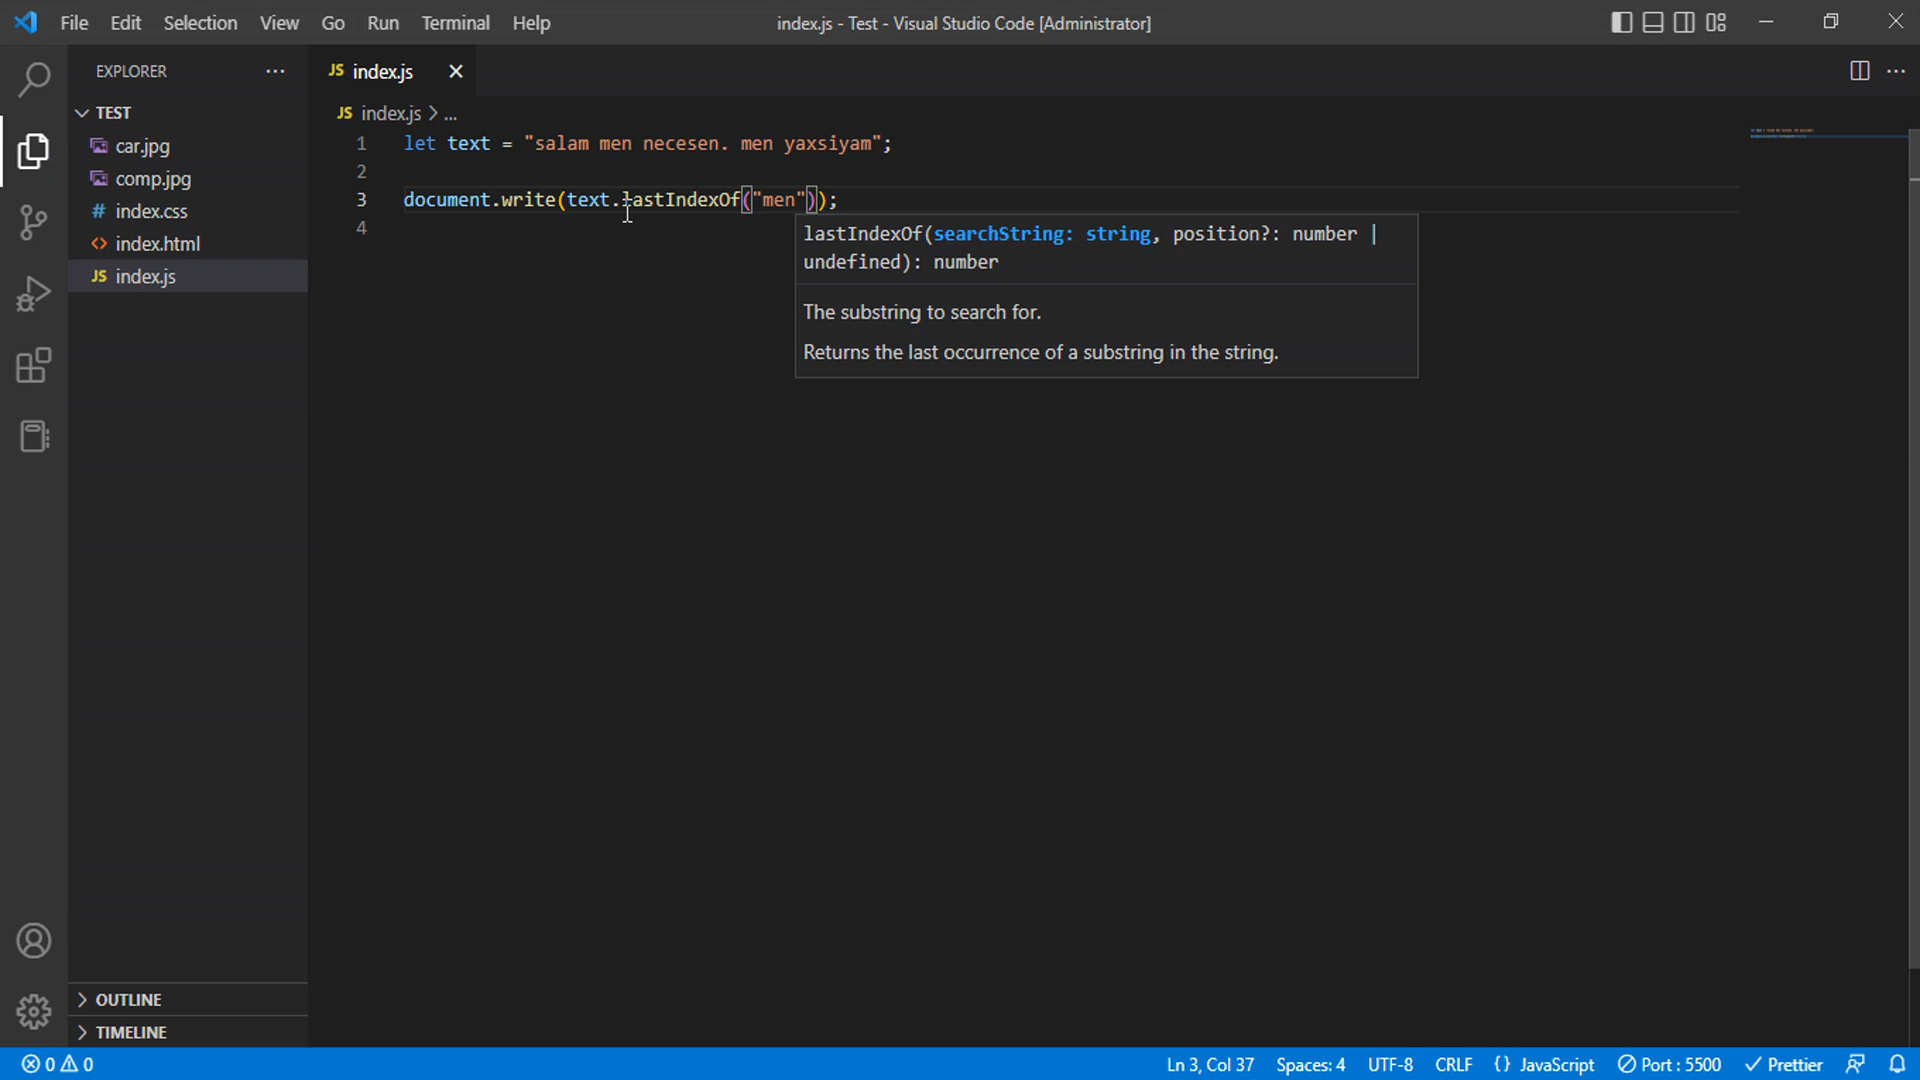 File Edit Selection View Go Run Terminal Help index.js - Test - Visual Studio Code [Administrator]
EXPLORER ...
TEST
car.jpg
comp.jpg
# index.css
<> index.html
JS index.js
OUTLINE
TIMELINE
JS index.js
JS index.js > ...
1 let text = "salam men necesen. men yaxsiyam";
2
3 document.write(text.lastIndexOf("men"));
4
lastIndexOf(searchString: string, position?: number |
undefined): number
The substring to search for.
Returns the last occurrence of a substring in the string.
0 0 Ln 3, Col 37 Spaces: 4 UTF-8 CRLF {} JavaScript Port : 5500 Prettier